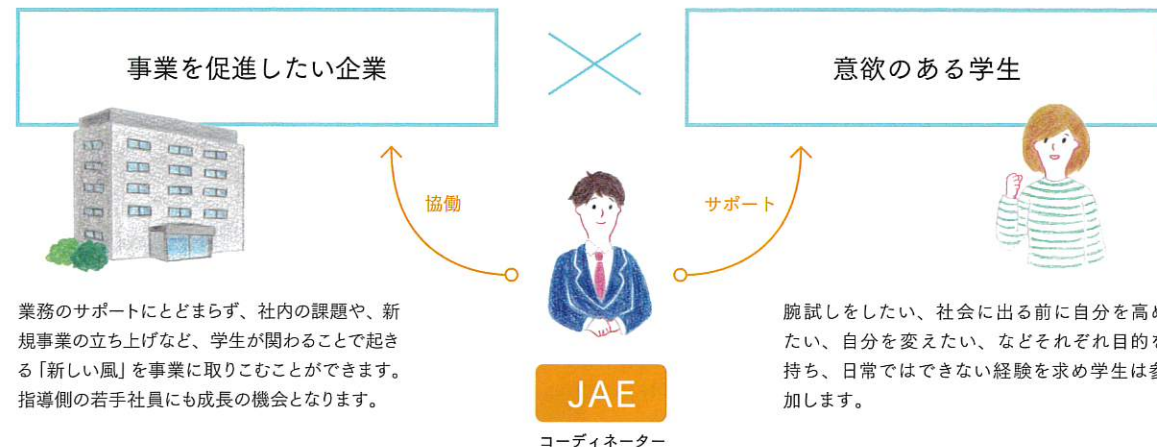 事業を促進したい企業
意欲のある学生
協働
サポート
業務のサポートにとどまらず、社内の課題や、新
規事業の立ち上げなど、学生が関わることで起き
る「新しい風」を事業に取りこむことができます。
指導側の若手社員にも成長の機会となります。
腕試しをしたい、社会に出る前に自分を高め
たい、自分を変えたい、などそれぞれ目的を
持ち、日常ではできない経験を求め学生は参
加します。
JAE
コーディネーター